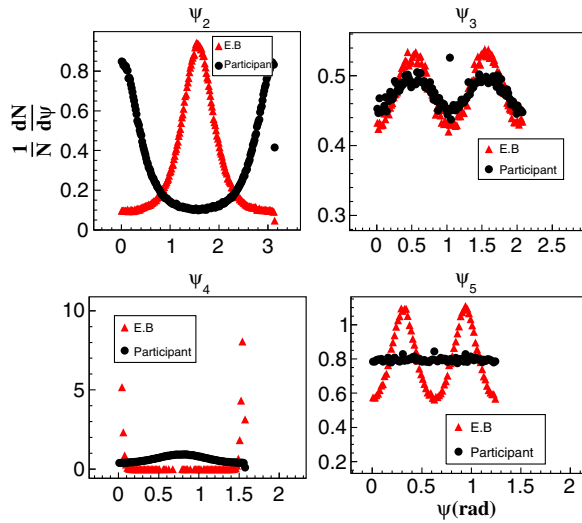 ψ2
E.B
Participant
1/N dN/dψ
0.8
0.6
0.4
0.2
0
0 1 2 3
ψ3
0.5
0.4
0.3
E.B
Participant
0 0.5 1 1.5 2 2.5
ψ4
10
5
0
E.B
Participant
0 0.5 1 1.5 2
ψ5
1
0.8
0.6
0.4
0.2
E.B
Participant
0 0.5 1 1.5 2
ψ(rad)